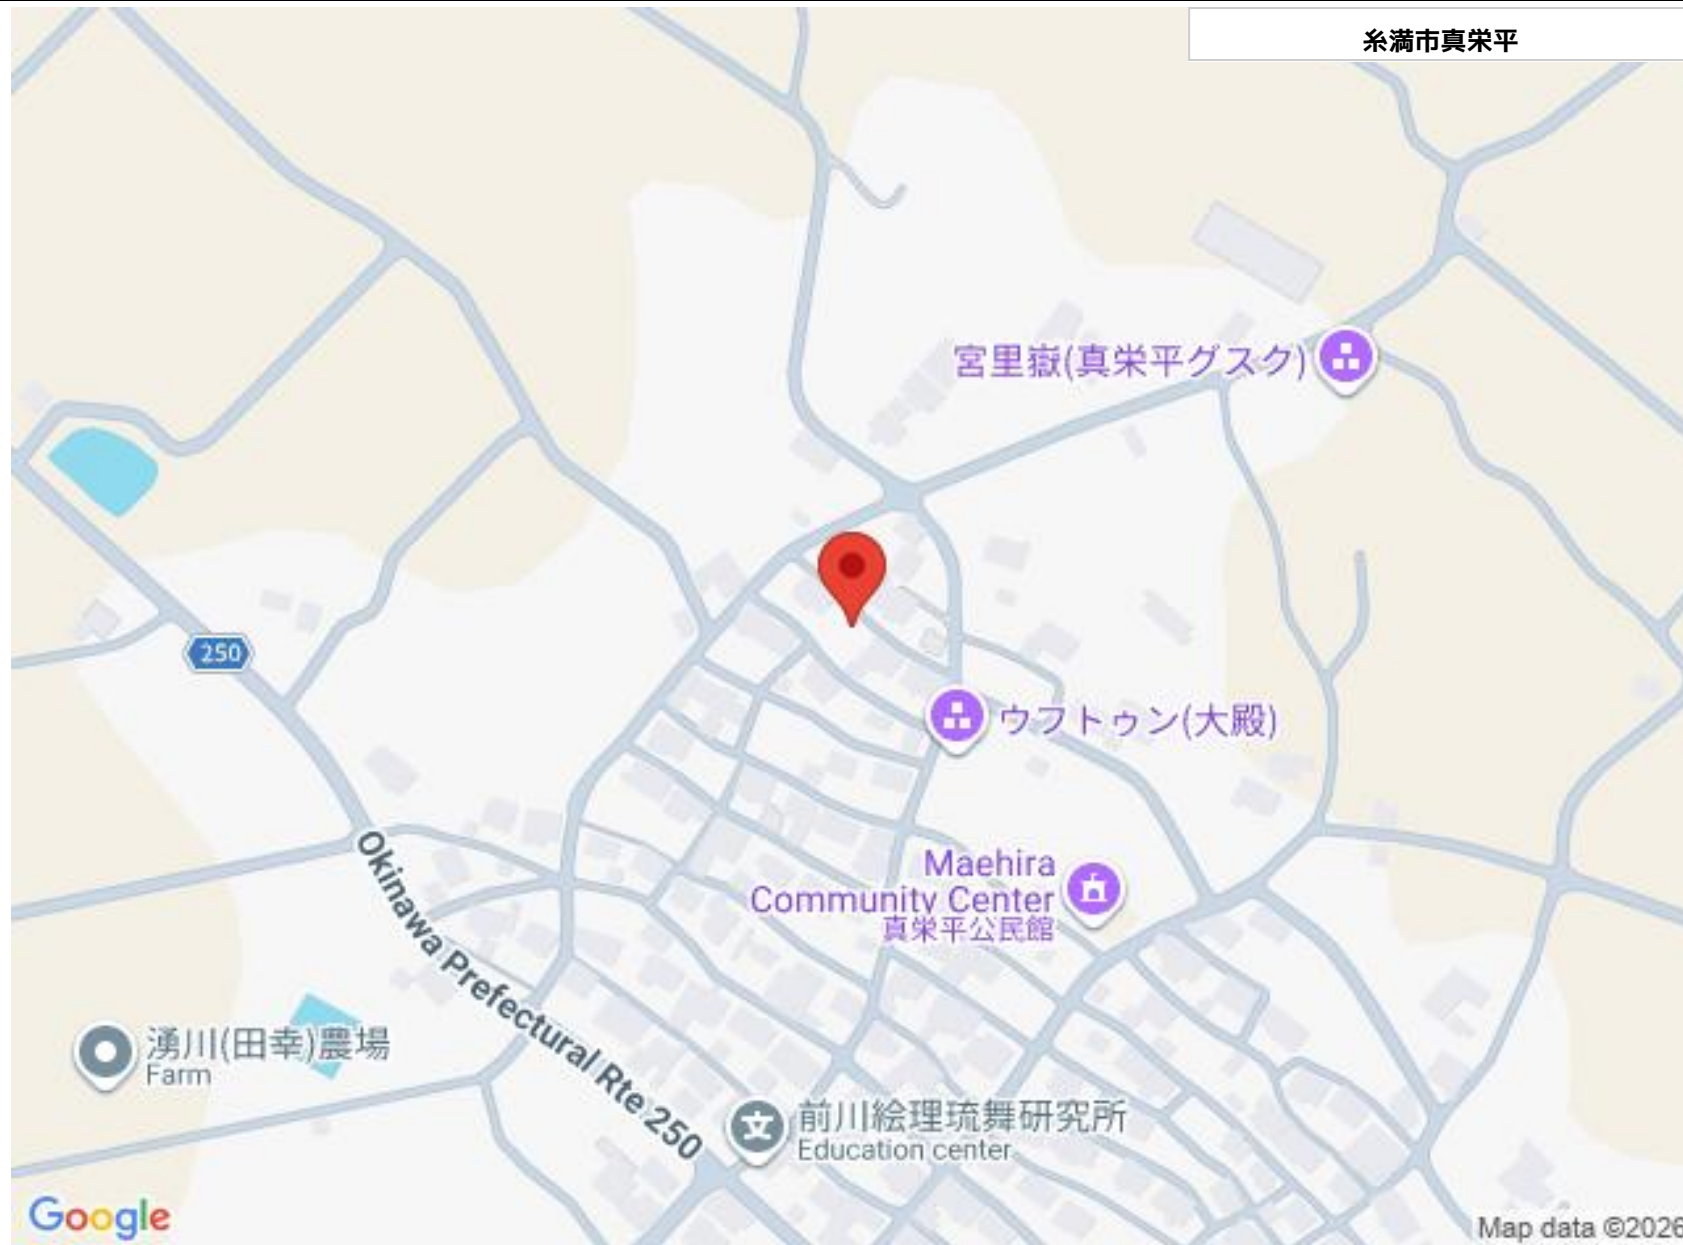 糸満市真栄平
宮里嶽(真栄平グスク)
250
ウフトゥン(大殿)
Maehira
Community Center
真栄平公民館
Okinawa Prefectural Rte 250
湧川(田幸)農場
Farm
文
前川絵理琉舞研究所
Education center
Google
Map data ©2026